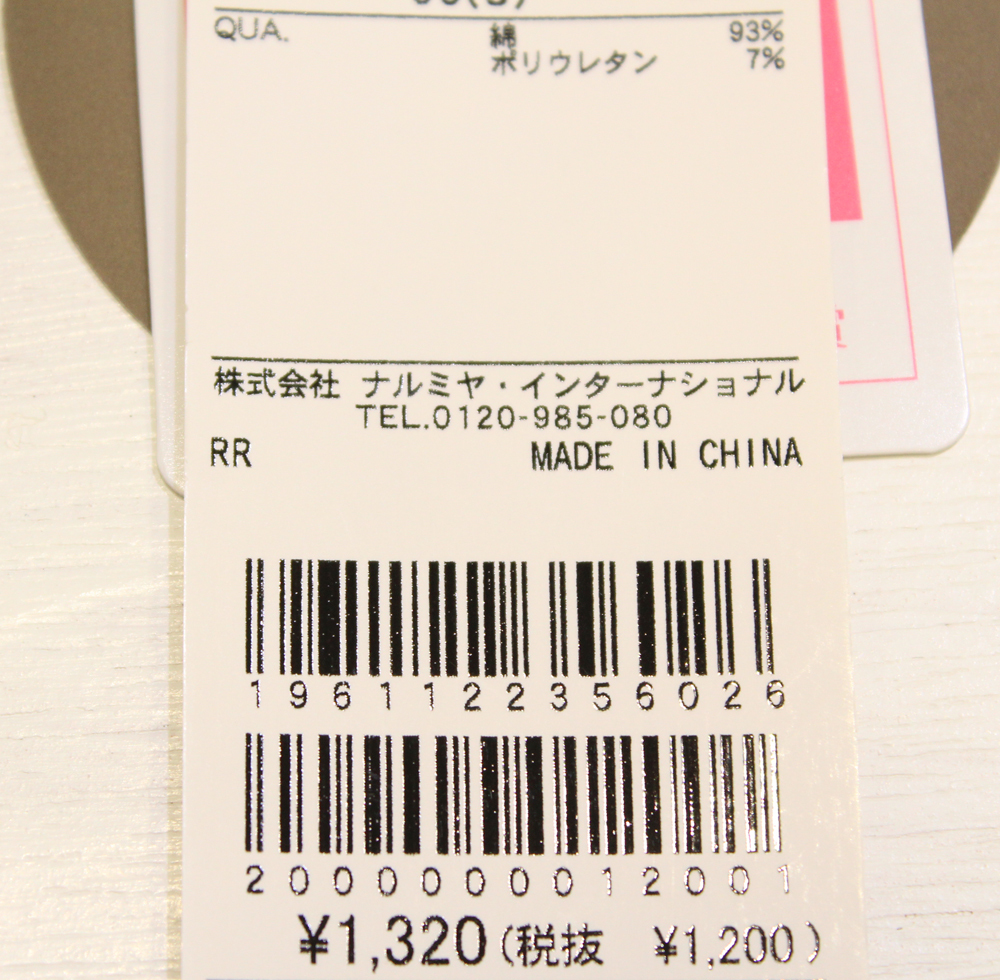 QUA. 綿 93%
ポリウレタン 7%
株式会社 ナルミヤ・インターナショナル
TEL.0120-985-080
RR MADE IN CHINA
1961122356026
2000000012001
¥1,320(税抜 ¥1,200)